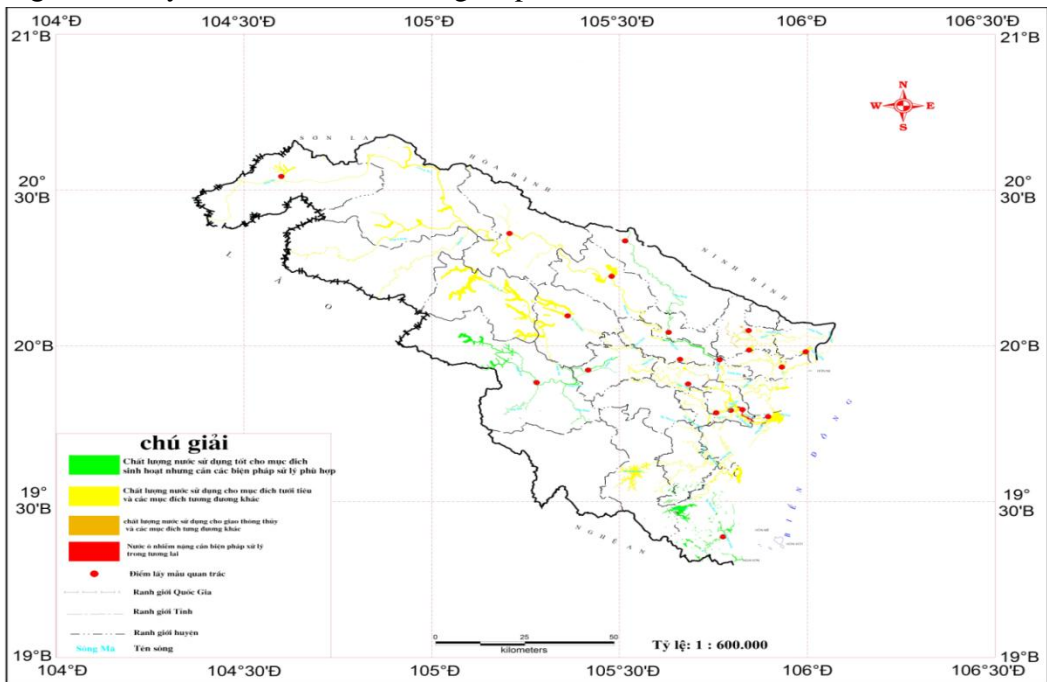 104°Đ 104°30'Đ 105°Đ 105°30'Đ 106°Đ 106°30'Đ
21°B 21°B
N
W E
S
SƠN LA
HÒA BÌNH
20° 30'B 20° 30'B
NINH BÌNH
LÀO
20°B 20°B
BIỂN ĐÔNG
chú giải
Chất lượng nước sử dụng tốt cho mục đích
sinh hoạt nhưng cần các biện pháp sử lý phù hợp
Chất lượng nước sử dụng cho mục đích tưới tiêu
và các mục đích tương đương khác
chất lượng nước sử dụng cho giao thông thủy
và các mục đích tưng đương khác
Nước ô nhiễm nặng cần biện pháp xử lý
trong tương lai
Điểm lấy mẫu quan trắc
Ranh giới Quốc Gia
Ranh giới Tỉnh
Ranh giới huyện
Sông Mã Tên sông
19° 30'B 19° 30'B
NGHỆ AN
0 25 50
kilometers
Tỷ lệ: 1 : 600.000
19°B 19°B
104°Đ 104°30'Đ 105°Đ 105°30'Đ 106°Đ 106°30'Đ